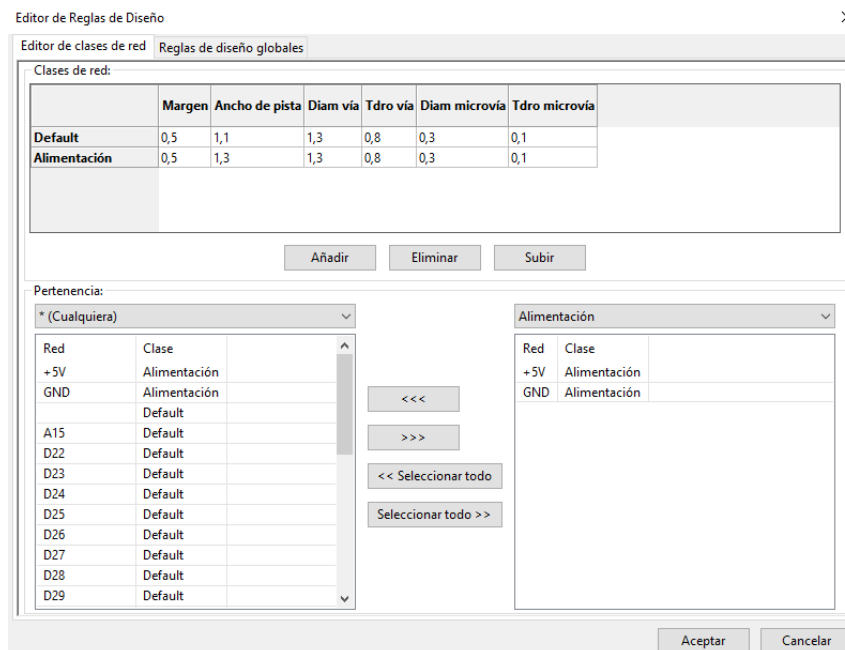 Editor de Reglas de Diseño
Editor de clases de red Reglas de diseño globales
Clases de red:
Margen Ancho de pista Diam vía Tdro vía Diam microvía Tdro microvía
Default 0,5 1,1 1,3 0,8 0,3 0,1
Alimentación 0,5 1,3 1,3 0,8 0,3 0,1
Añadir Eliminar Subir
Pertenencia:
* (Cualquiera) Alimentación
Red Clase Red Clase
+5V Alimentación +5V Alimentación
GND Alimentación GND Alimentación
<<<
Default
A15 Default
>>>
D22 Default
D23 Default
<< Seleccionar todo
D24 Default
D25 Default
Seleccionar todo >>
D26 Default
D27 Default
D28 Default
D29 Default
Aceptar Cancelar